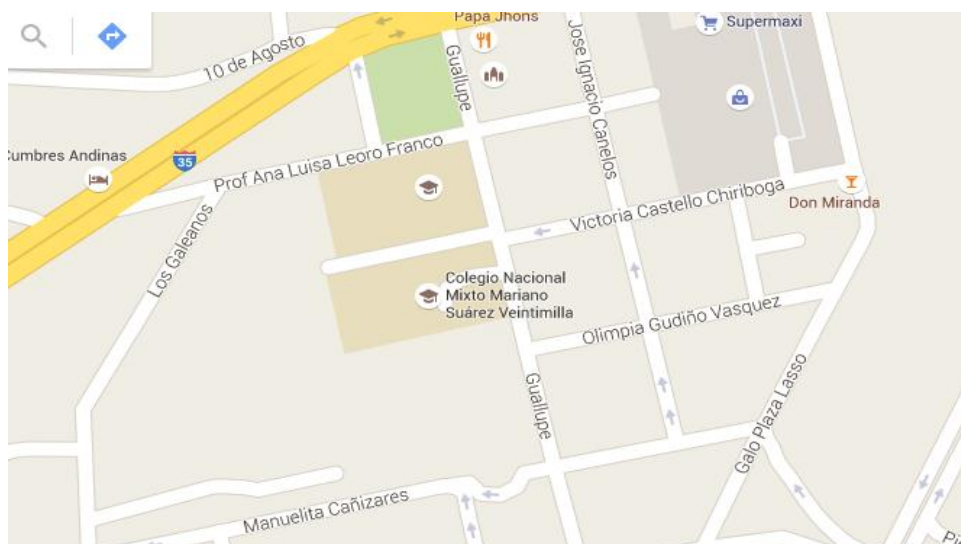 Papa Jhons
Supermaxi
10 de Agosto
Guallupe
Jose Ignacio Canelos
Cumbres Andinas
35
Prof Ana Luisa Leoro Franco
Victoria Castello Chiriboga
Don Miranda
Los Galeanos
Colegio Nacional
Mixto Mariano
Suárez Veintimilla
Olimpia Gudiño Vasquez
Guallupe
Galo Plaza Lasso
Manuelita Cañizares